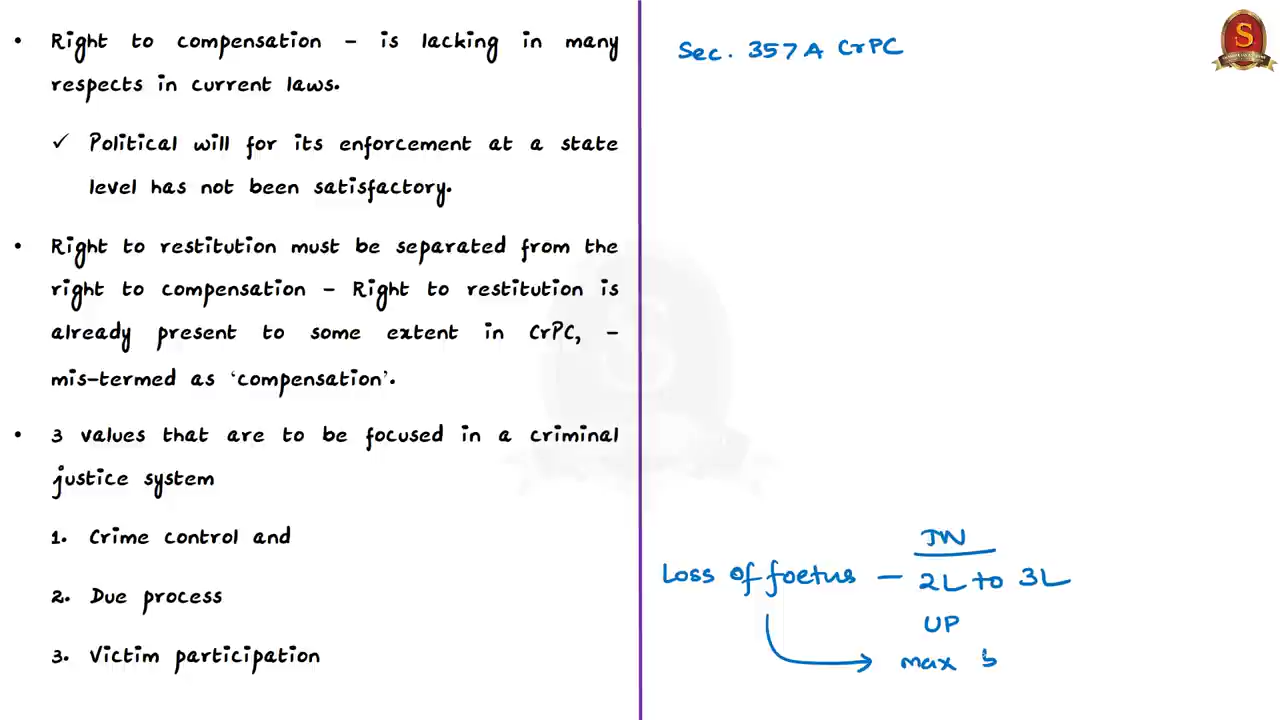 • Right to compensation – is lacking in many
respects in current laws.
✓ Political will for its enforcement at a state
level has not been satisfactory.
• Right to restitution must be separated from the
right to compensation – Right to restitution is
already present to some extent in CrPC, –
mis-termed as ‘compensation’.
• 3 values that are to be focused in a criminal
justice system
1. Crime control and
2. Due process
3. Victim participation
Sec. 357A CrPC
TN
Loss of foetus – 2L to 3L
UP
max
S